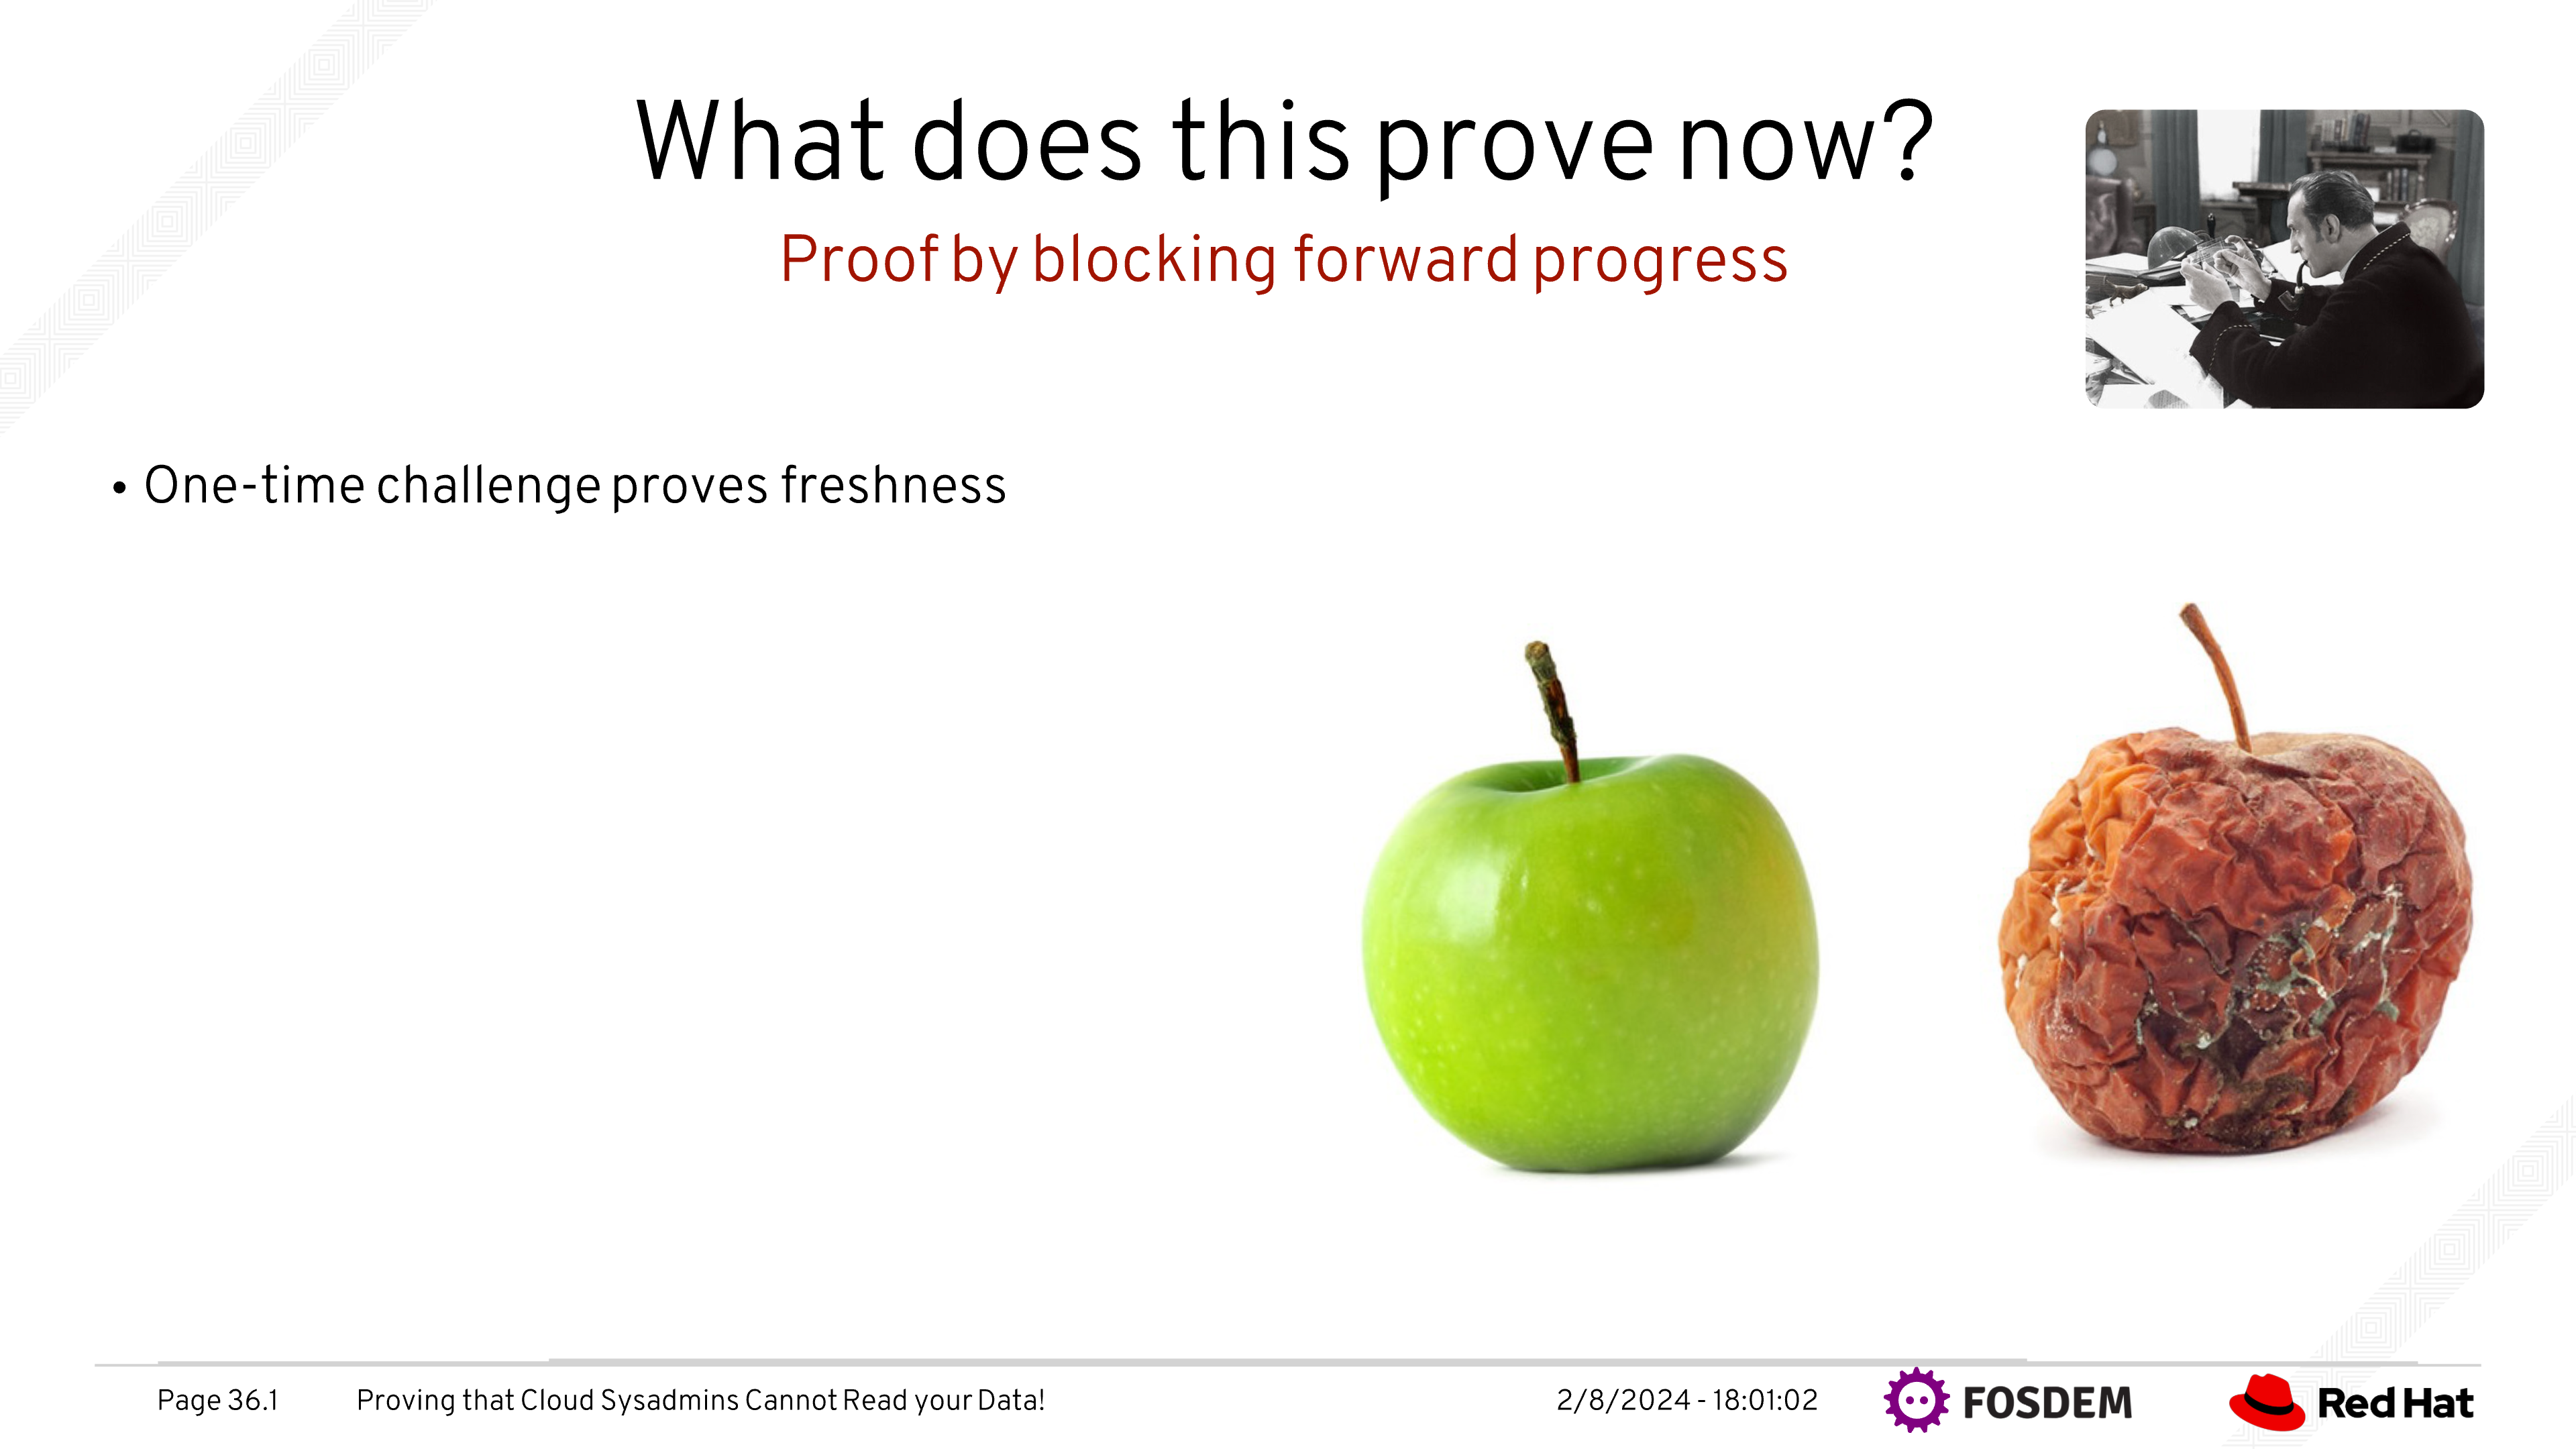 What does this prove now?
Proof by blocking forward progress
• One-time challenge proves freshness
Page 36.1 Proving that Cloud Sysadmins Cannot Read your Data! 2/8/2024 - 18:01:02 FOSDEM Red Hat